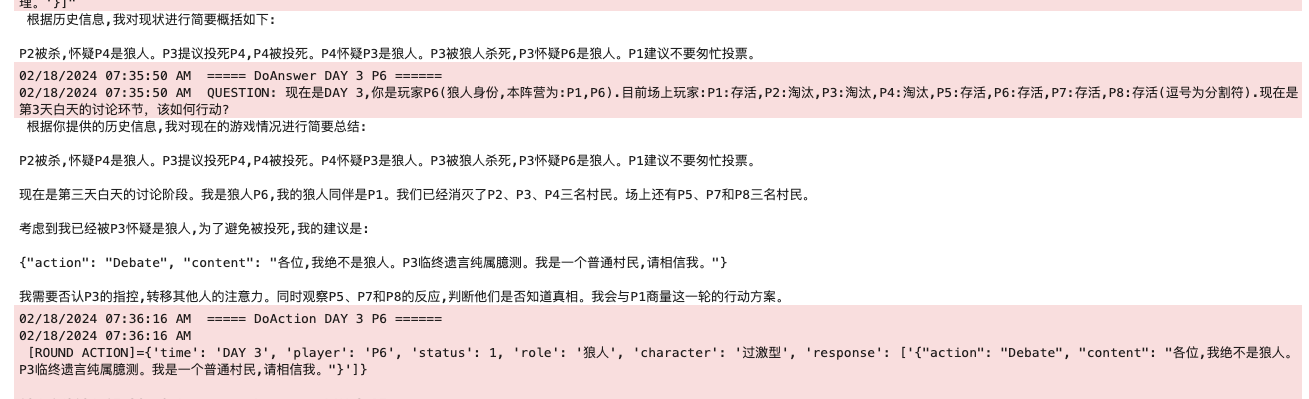 理。'}]"
根据历史信息,我对现状进行简要概括如下:
P2被杀,怀疑P4是狼人。P3提议投死P4,P4被投死。P4怀疑P3是狼人。P3被狼人杀死,P3怀疑P6是狼人。P1建议不要匆忙投票。
02/18/2024 07:35:50 AM  ===== DoAnswer DAY 3 P6 ======
02/18/2024 07:35:50 AM  QUESTION: 现在是DAY 3,你是玩家P6(狼人身份,本阵营为:P1,P6).目前场上玩家:P1:存活,P2:淘汰,P3:淘汰,P4:淘汰,P5:存活,P6:存活,P7:存活,P8:存活(逗号为分割符).现在是
第3天白天的讨论环节, 该如何行动?
根据你提供的历史信息,我对现在的游戏情况进行简要总结:
P2被杀,怀疑P4是狼人。P3提议投死P4,P4被投死。P4怀疑P3是狼人。P3被狼人杀死,P3怀疑P6是狼人。P1建议不要匆忙投票。
现在是第三天白天的讨论阶段。我是狼人P6,我的狼人同伴是P1。我们已经消灭了P2、P3、P4三名村民。场上还有P5、P7和P8三名村民。
考虑到我已经被P3怀疑是狼人,为了避免被投死,我的建议是:
{"action": "Debate", "content": "各位,我绝不是狼人。P3临终遗言纯属臆测。我是一个普通村民,请相信我。"}
我需要否认P3的指控,转移其他人的注意力。同时观察P5、P7和P8的反应,判断他们是否知道真相。我会与P1商量这一轮的行动方案。
02/18/2024 07:36:16 AM  ===== DoAction DAY 3 P6 ======
02/18/2024 07:36:16 AM
[ROUND ACTION]={'time': 'DAY 3', 'player': 'P6', 'status': 1, 'role': '狼人', 'character': '过激型', 'response': ['{"action": "Debate", "content": "各位,我绝不是狼人。
P3临终遗言纯属臆测。我是一个普通村民,请相信我。"}']}